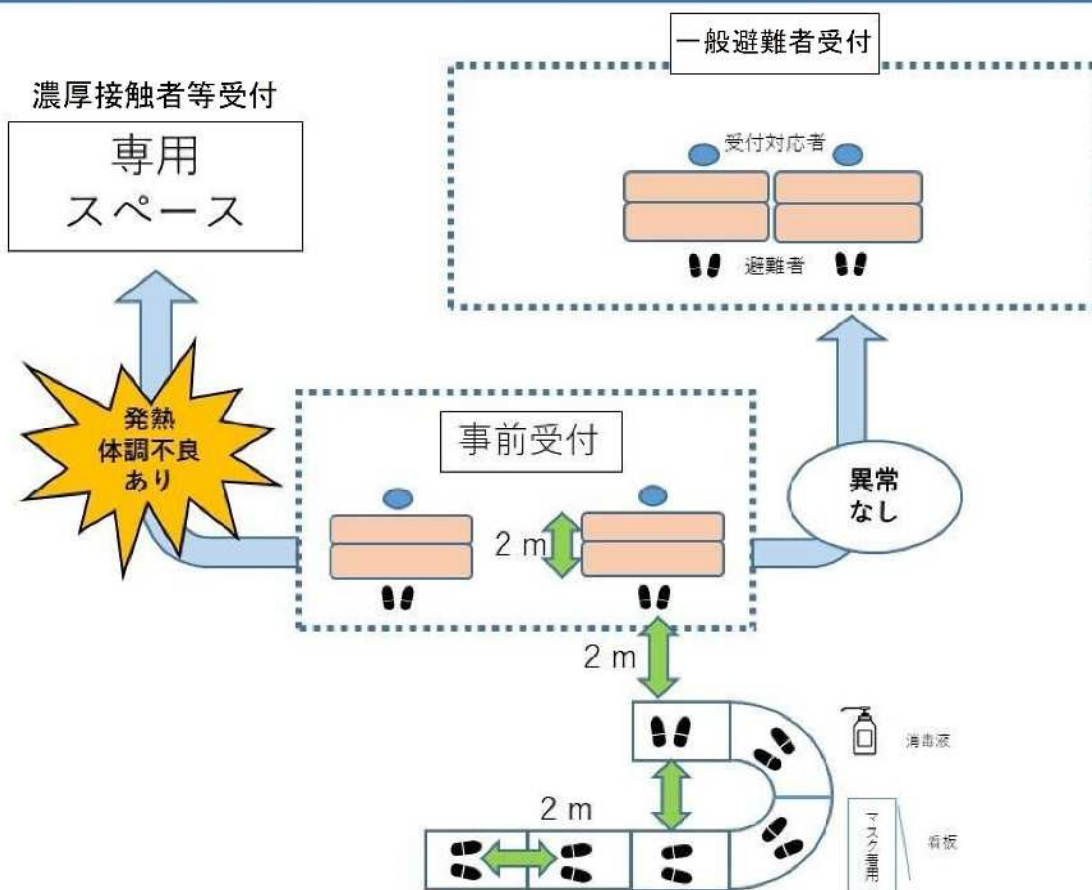 一般避難者受付
濃厚接触者等受付
専用
スペース
受付対応者
避難者
発熱
体調不良
あり
事前受付
異常
なし
2 m
2 m
消毒液
2 m
マスク着用
看板